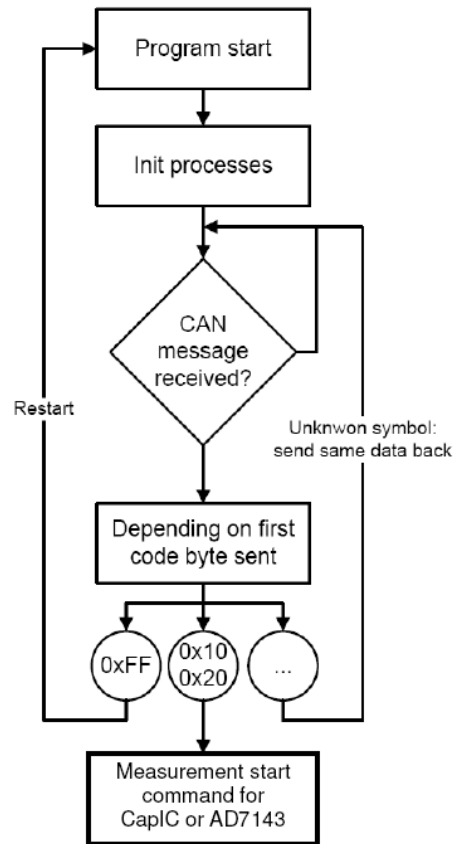 Program start
Init processes
CAN
message
received?
Restart
Unknwon symbol:
send same data back
Depending on first
code byte sent
0xFF
0x10
0x20
...
Measurement start
command for
CapIC or AD7143